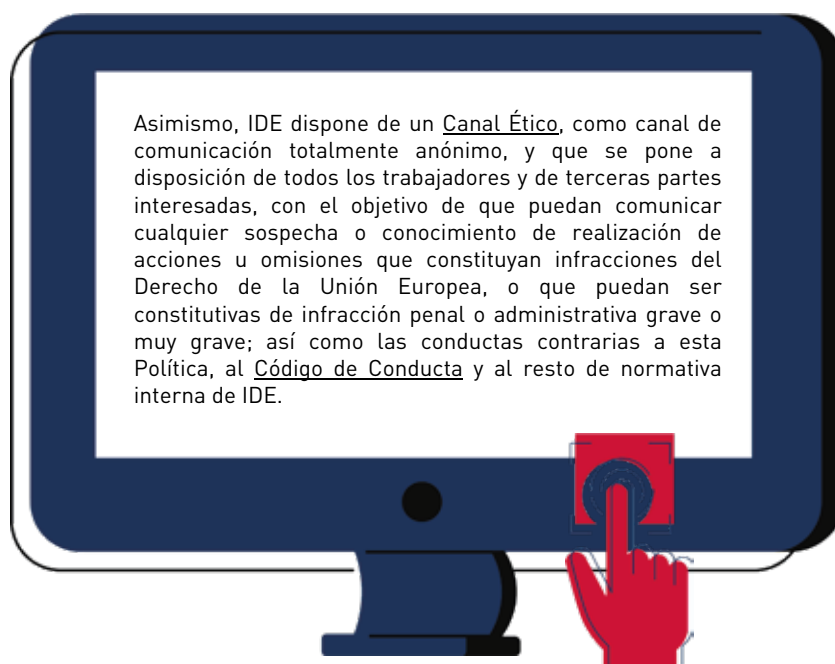 Asimismo, IDE dispone de un Canal Ético, como canal de
comunicación totalmente anónimo, y que se pone a
disposición de todos los trabajadores y de terceras partes
interesadas, con el objetivo de que puedan comunicar
cualquier sospecha o conocimiento de realización de
acciones u omisiones que constituyan infracciones del
Derecho de la Unión Europea, o que puedan ser
constitutivas de infracción penal o administrativa grave o
muy grave; así como las conductas contrarias a esta
Política, al Código de Conducta y al resto de normativa
interna de IDE.